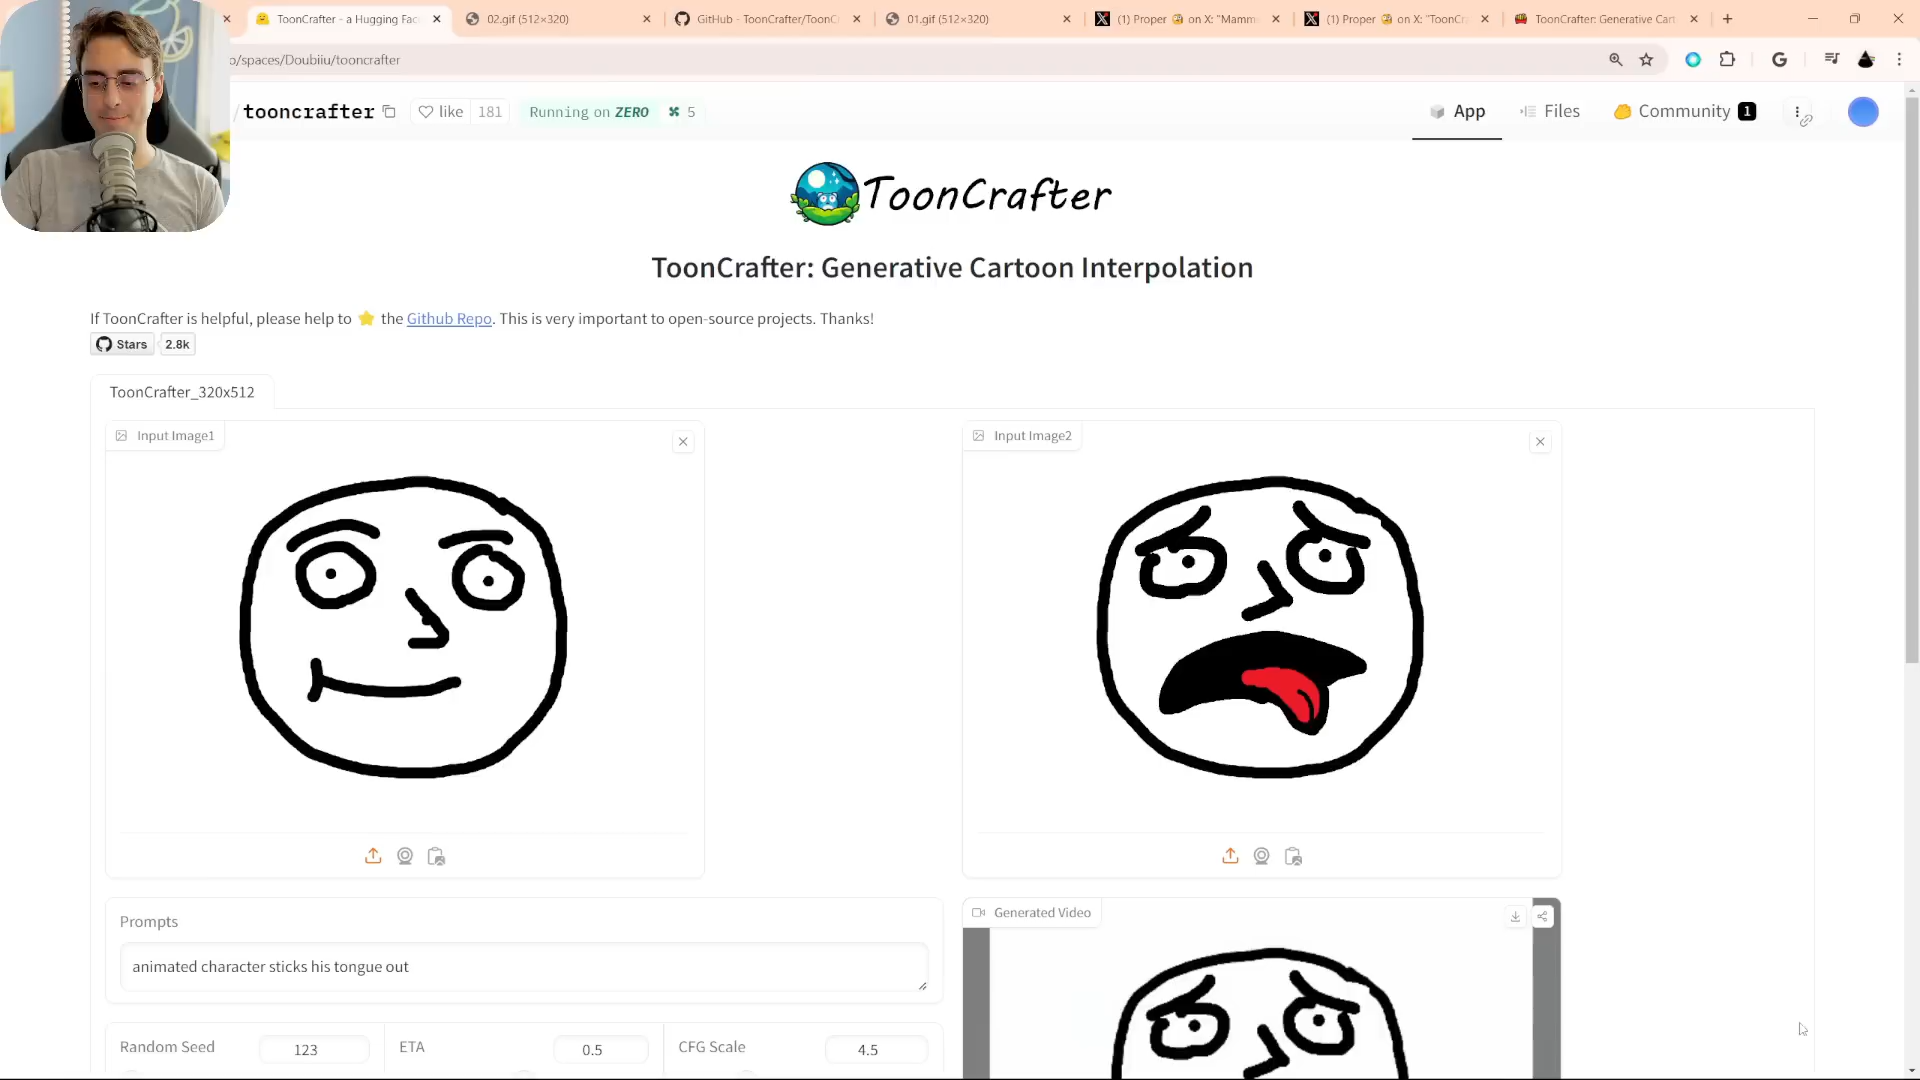 ToonCrafter - a Hugging Fac
02.gif (512×320)
GitHub - ToonCrafter/ToonC
01.gif (512×320)
(1) Proper on X: "Mamm
(1) Proper on X: "ToonCr
ToonCrafter: Generative Cart
o/spaces/Doubiiu/tooncrafter
/tooncrafter
like 181
Running on ZERO
5
App
Files
Community 1
ToonCrafter
ToonCrafter: Generative Cartoon Interpolation
If ToonCrafter is helpful, please help to ⭐ the Github Repo. This is very important to open-source projects. Thanks!
Stars 2.8k
ToonCrafter_320x512
Input Image1
Input Image2
Prompts
animated character sticks his tongue out
Generated Video
Random Seed 123
ETA 0.5
CFG Scale 4.5